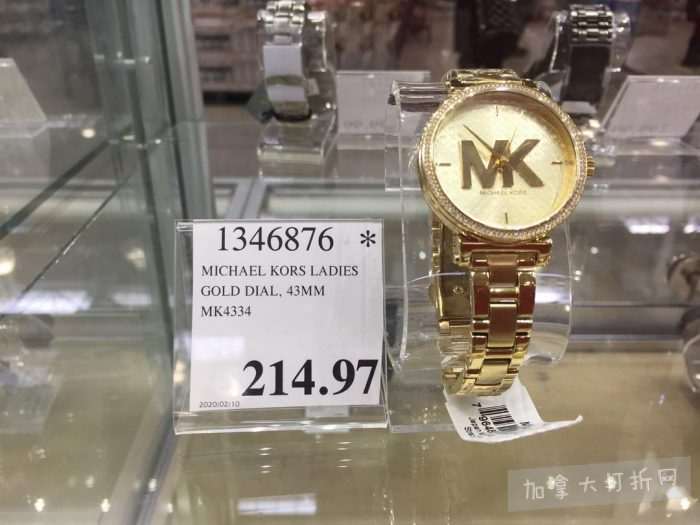 MK
MICHAEL KORS
1346876 *
MICHAEL KORS LADIES
GOLD DIAL, 43MM
MK4334
214.97
2020/02/10
加拿大打折网